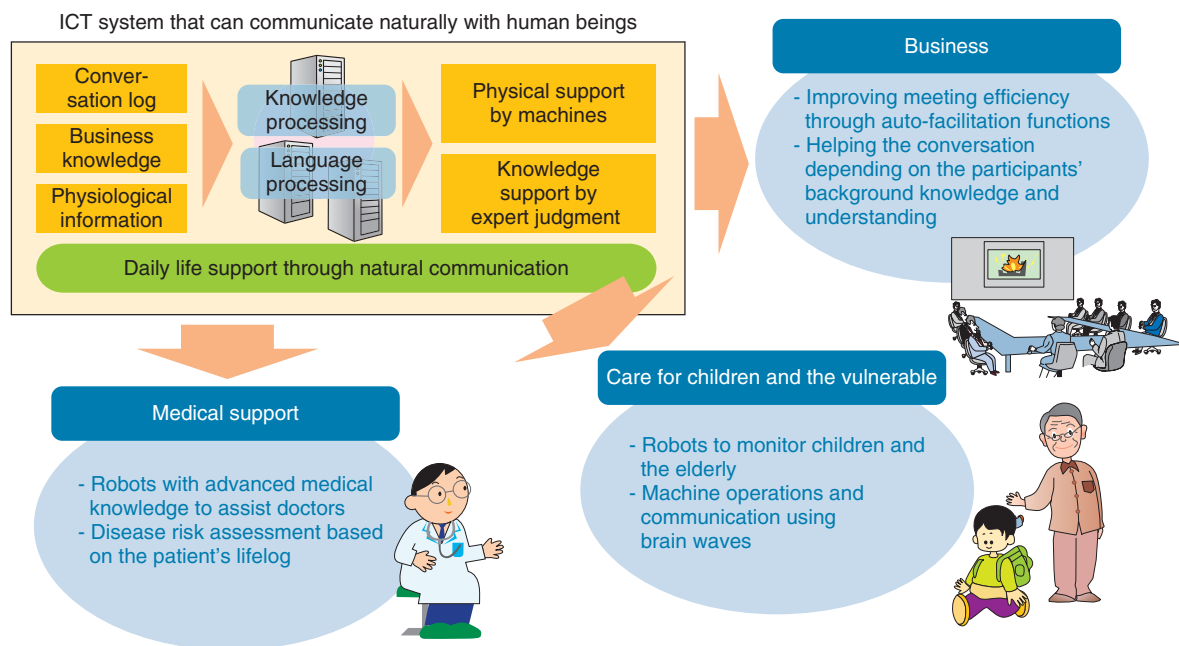 ICT system that can communicate naturally with human beings
Conver-
sation log
Business
knowledge
Physiological
information
Knowledge
processing
Language
processing
Physical support
by machines
Knowledge
support by
expert judgment
Daily life support through natural communication
Business
- Improving meeting efficiency
through auto-facilitation functions
- Helping the conversation
depending on the participants’
background knowledge and
understanding
Medical support
- Robots with advanced medical
knowledge to assist doctors
- Disease risk assessment based
on the patient’s lifelog
Care for children and the vulnerable
- Robots to monitor children and
the elderly
- Machine operations and
communication using
brain waves